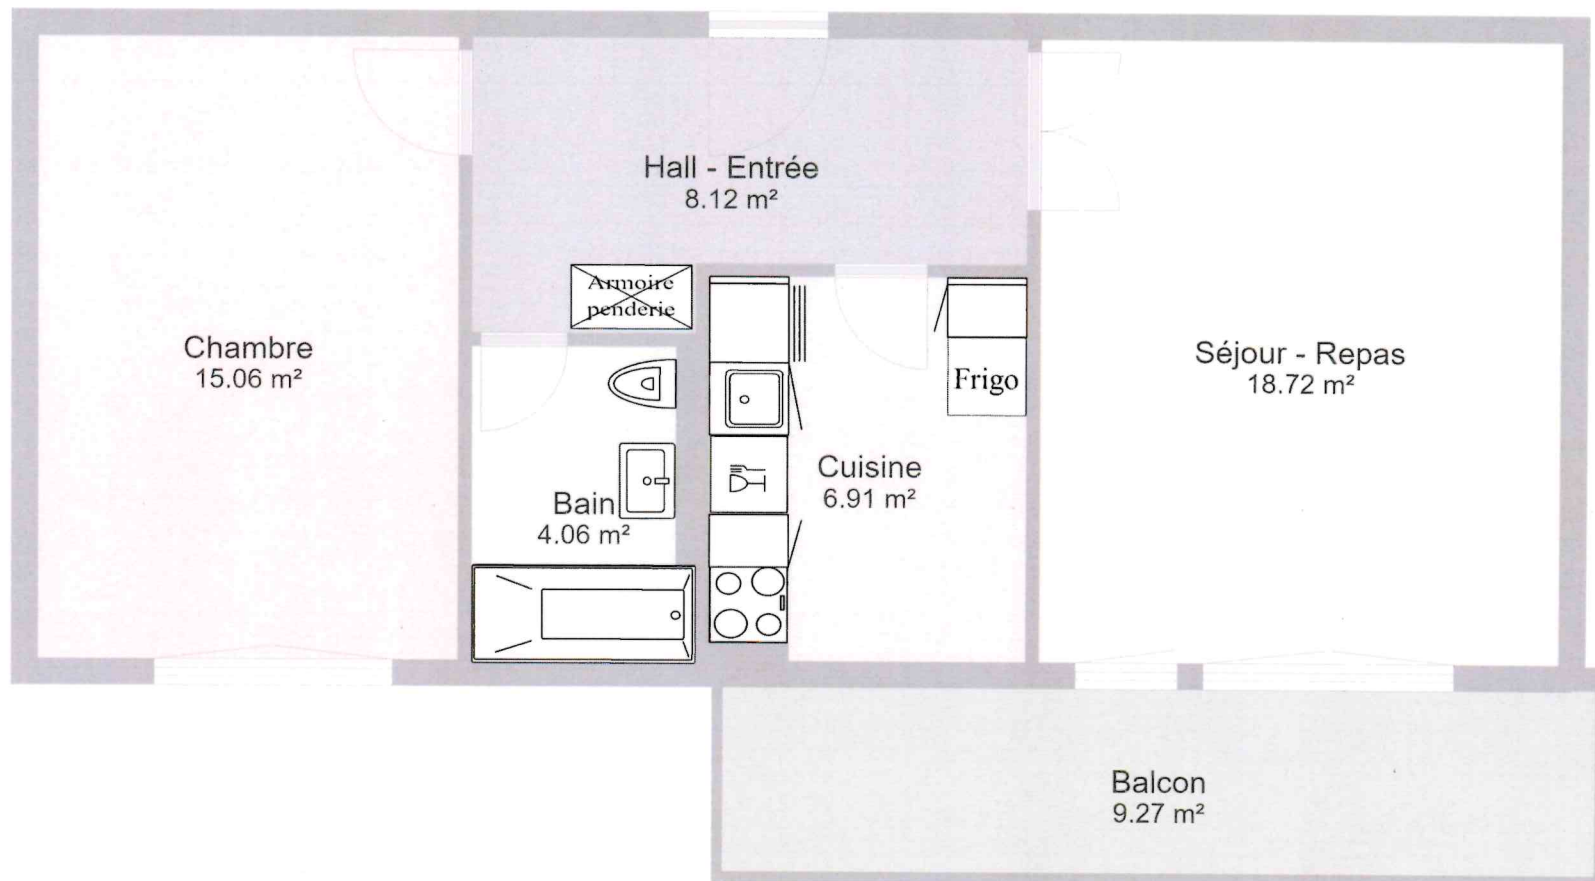 Hall - Entrée
8.12 m²
Armoire
penderie
Chambre
15.06 m²
Séjour - Repas
18.72 m²
Frigo
Cuisine
6.91 m²
Bain
4.06 m²
Balcon
9.27 m²